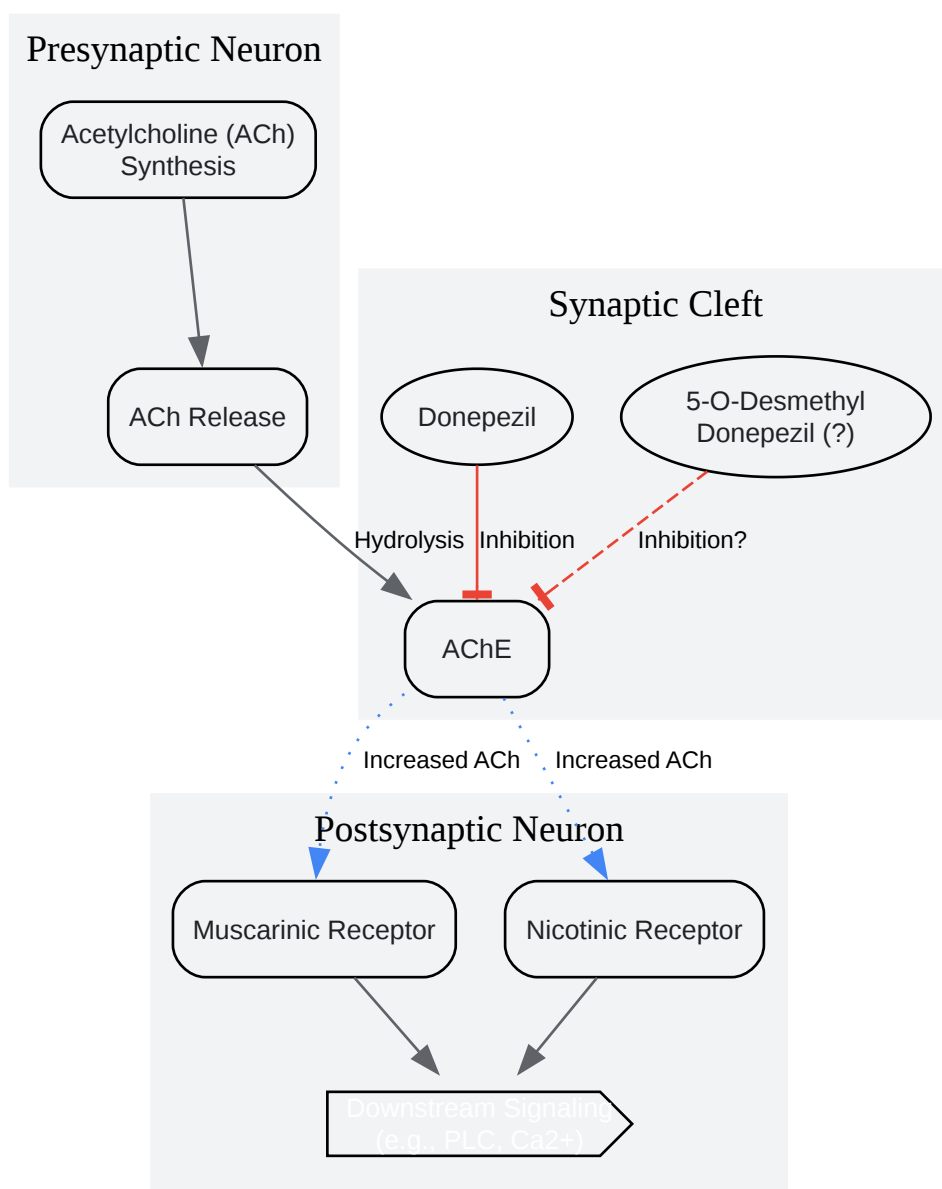 Presynaptic Neuron
Acetylcholine (ACh)
Synthesis
ACh Release
Synaptic Cleft
Donepezil
5-O-Desmethyl
Donepezil (?)
Hydrolysis
Inhibition
Inhibition?
AChE
Increased ACh
Increased ACh
Postsynaptic Neuron
Muscarinic Receptor
Nicotinic Receptor
Downstream Signaling
(e.g., PLC, Ca2+)